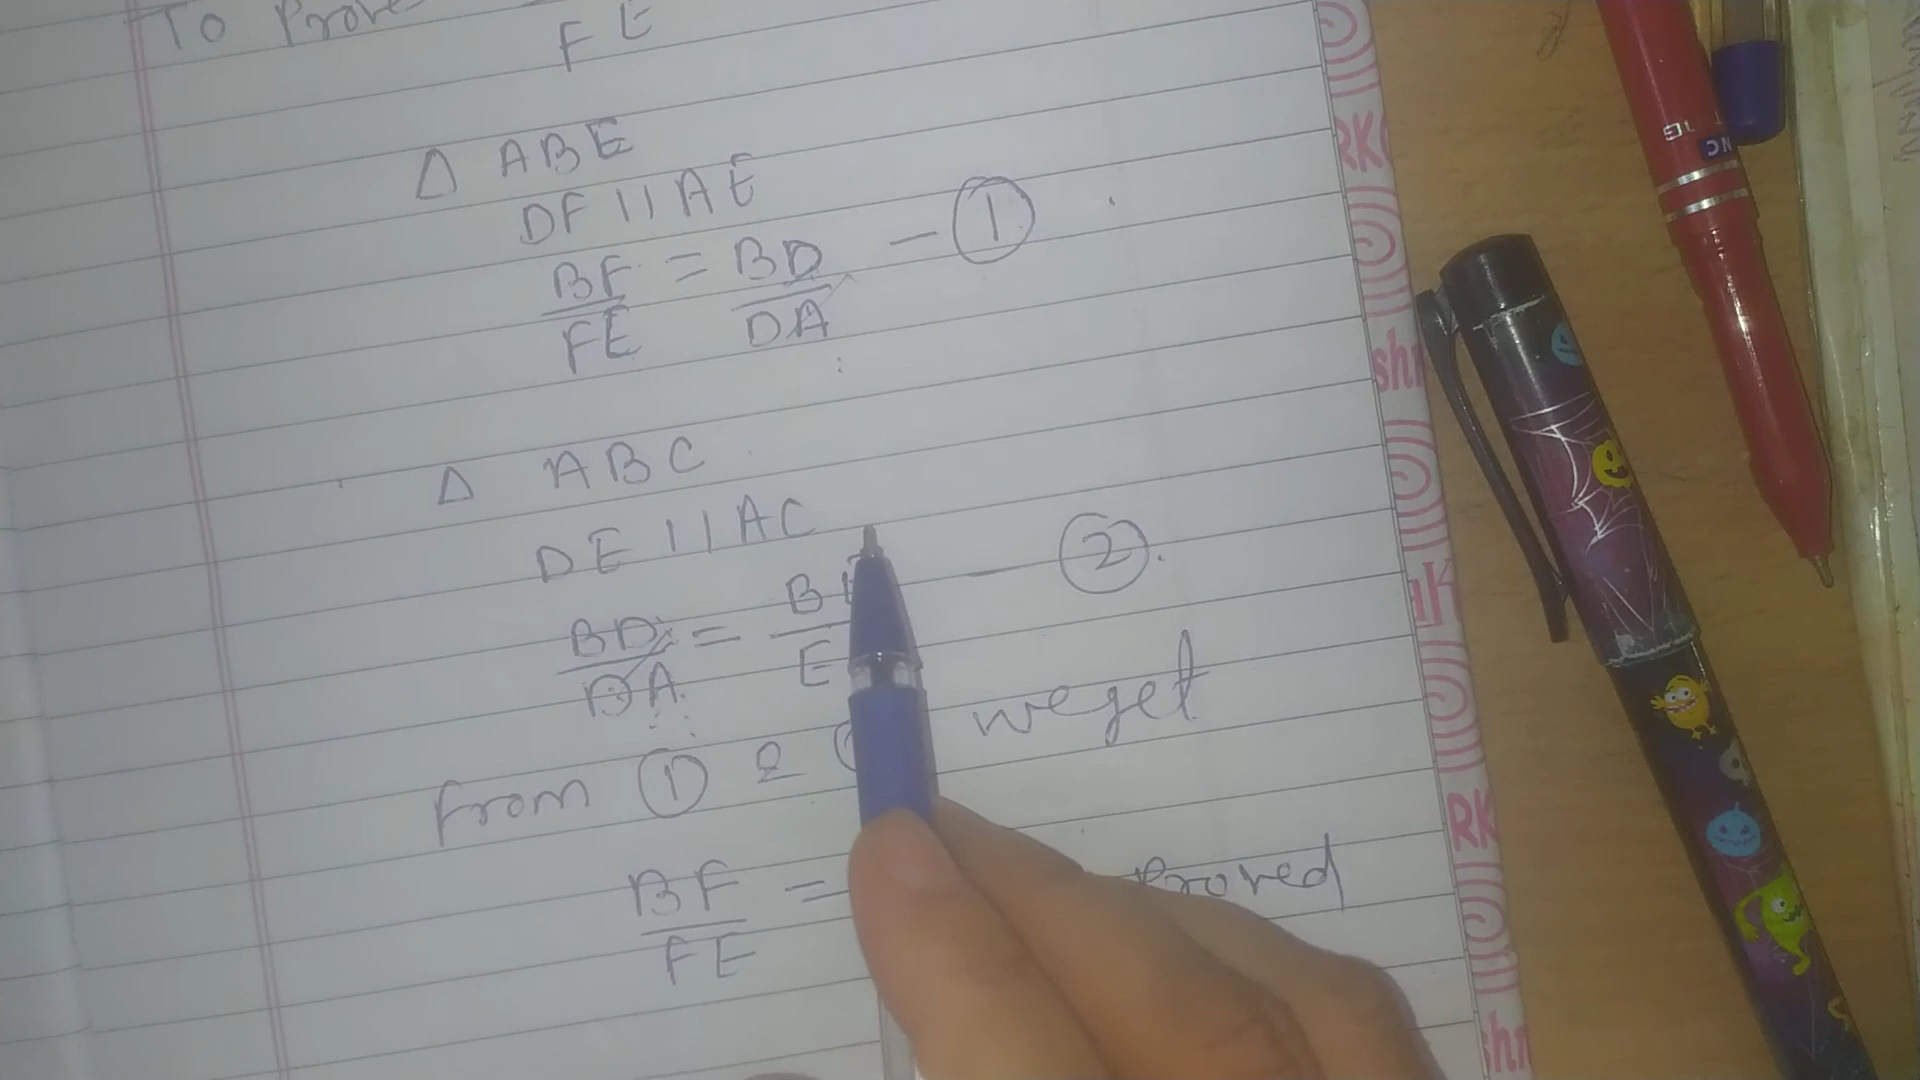 To Prove
FE
Δ ABE
DF || AE
BF = BD — ①
FE DA
Δ ABC
DE || AC
BD = B — ②.
DA E
From ① & we get
BF = Proved
FE